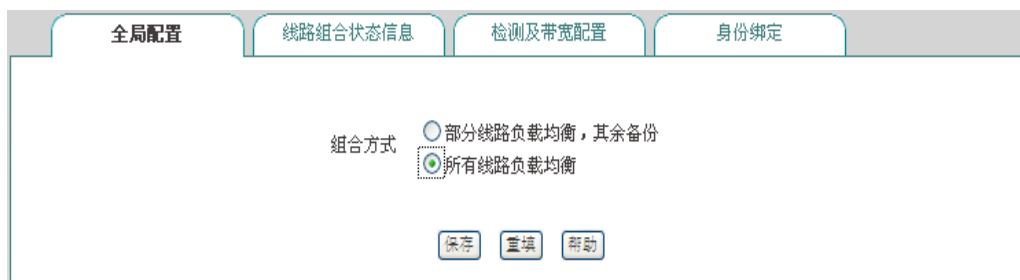 全局配置 线路组合状态信息 检测及带宽配置 身份绑定
组合方式 部分线路负载均衡，其余备份
所有线路负载均衡
保存 重填 帮助